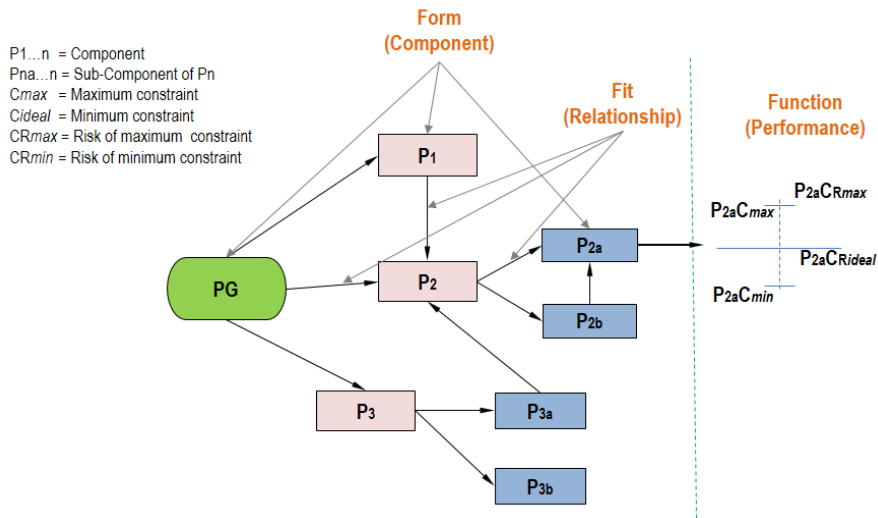 Form
(Component)
P1...n = Component
Pna...n = Sub-Component of Pn
Cmax = Maximum constraint
Cideal = Minimum constraint
CRmax = Risk of maximum constraint
CRmin = Risk of minimum constraint
Fit
(Relationship)
Function
(Performance)
P1
P2aCRmax
P2aCmax
P2a
P2aCRideal
PG
P2
P2aCmin
P2b
P3
P3a
P3b